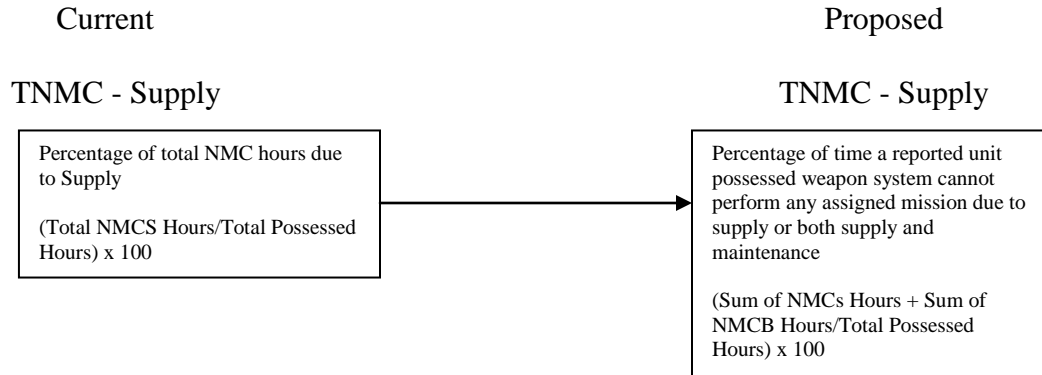 Current
Proposed
TNMC - Supply
TNMC - Supply
Percentage of total NMC hours due
to Supply
(Total NMCS Hours/Total Possessed
Hours) x 100
Percentage of time a reported unit
possessed weapon system cannot
perform any assigned mission due to
supply or both supply and
maintenance
(Sum of NMCs Hours + Sum of
NMCB Hours/Total Possessed
Hours) x 100